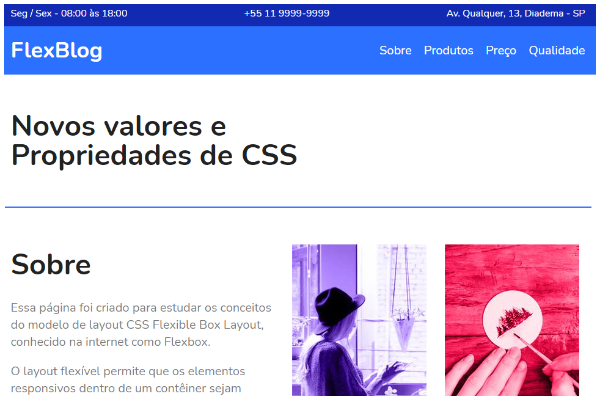 Seg / Sex - 08:00 às 18:00 +55 11 9999-9999 Av. Qualquer, 13, Diadema - SP
FlexBlog Sobre Produtos Preço Qualidade
Novos valores e
Propriedades de CSS
Sobre
Essa página foi criado para estudar os conceitos
do modelo de layout CSS Flexible Box Layout,
conhecido na internet como Flexbox.
O layout flexível permite que os elementos
responsivos dentro de um contêiner sejam